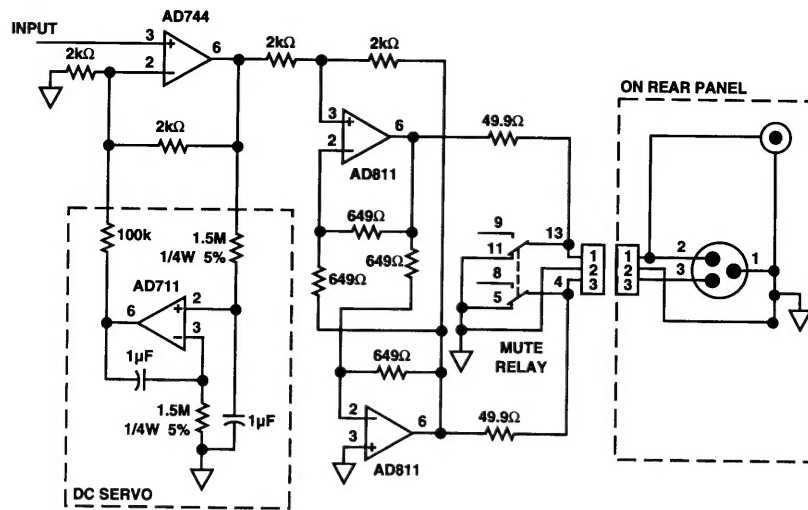 AD744
INPUT
3
+
6
2kΩ
2kΩ
2kΩ
2
−
2kΩ
ON REAR PANEL
3
+
6
49.9Ω
2
−
AD811
649Ω
649Ω
649Ω
9
13
11
8
4
5
1
2
3
1
2
3
2
3
1
MUTE
RELAY
100k
1.5M
1/4W 5%
AD711
6
+
2
−
3
1µF
1.5M
1/4W 5%
1µF
DC SERVO
649Ω
2
−
6
3
+
49.9Ω
AD811